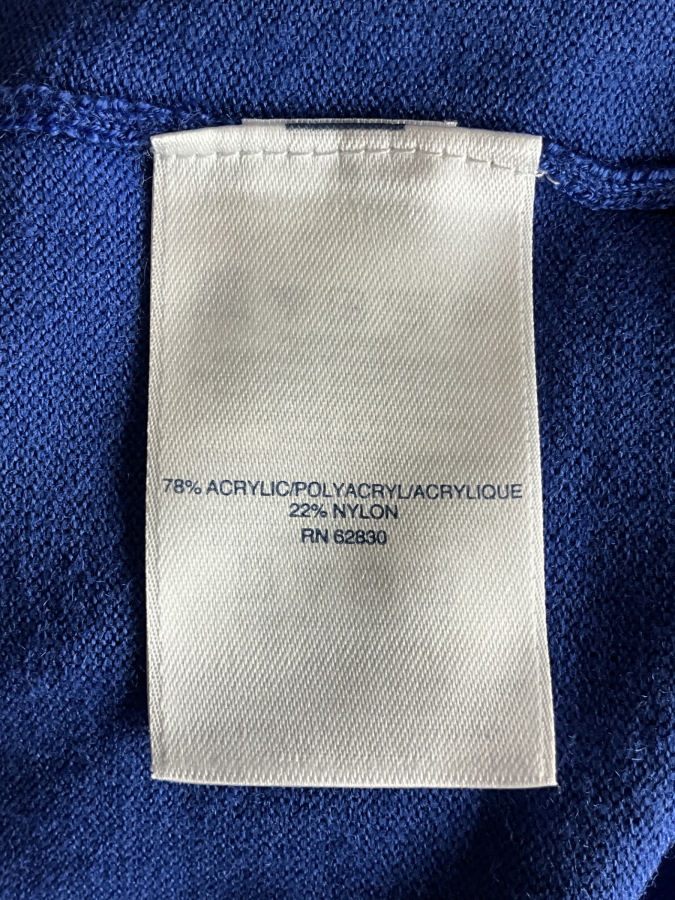 78% ACRYLIC/POLYACRYL/ACRYLIQUE
22% NYLON
RN 62830